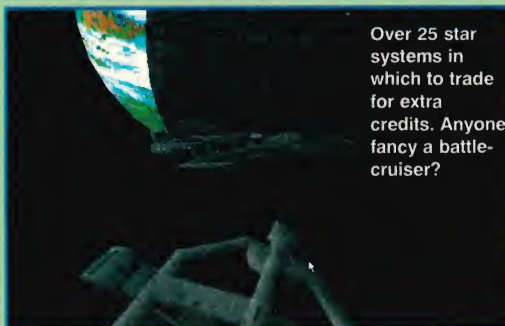 Over 25 star
systems in
which to trade
for extra
credits. Anyone
fancy a battle-
cruiser?